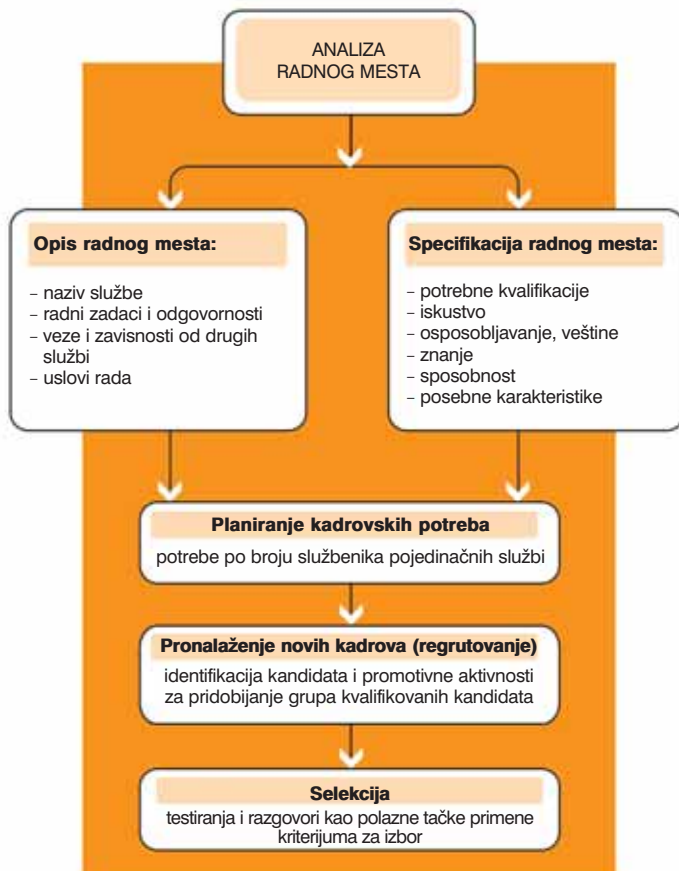 ANALIZA
RADNOG MESTA
Opis radnog mesta:
– naziv službe
– radni zadaci i odgovornosti
– veze i zavisnosti od drugih
službi
– uslovi rada
Specifikacija radnog mesta:
– potrebne kvalifikacije
– iskustvo
– osposobljavanje, veštine
– znanje
– sposobnost
– posebne karakteristike
Planiranje kadrovskih potreba
potrebe po broju službenika pojedinačnih službi
Pronalaženje novih kadrova (regrutovanje)
identifikacija kandidata i promotivne aktivnosti
za pridobijanje grupa kvalifikovanih kandidata
Selekcija
testiranja i razgovori kao polazne tačke primene
kriterijuma za izbor